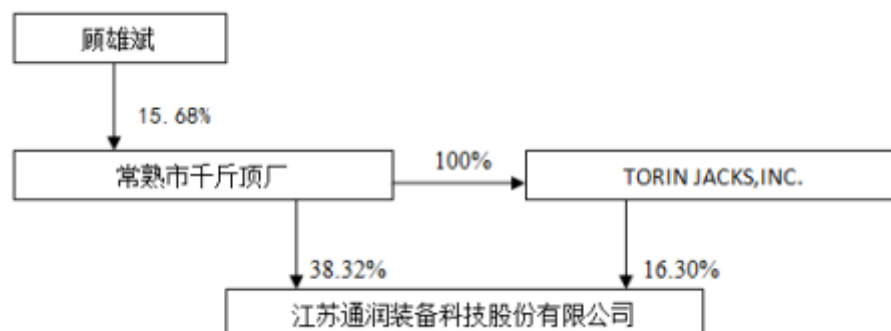 顾雄斌
15.68%
常熟市千斤顶厂
100%
TORIN JACKS,INC.
38.32%
16.30%
江苏通润装备科技股份有限公司